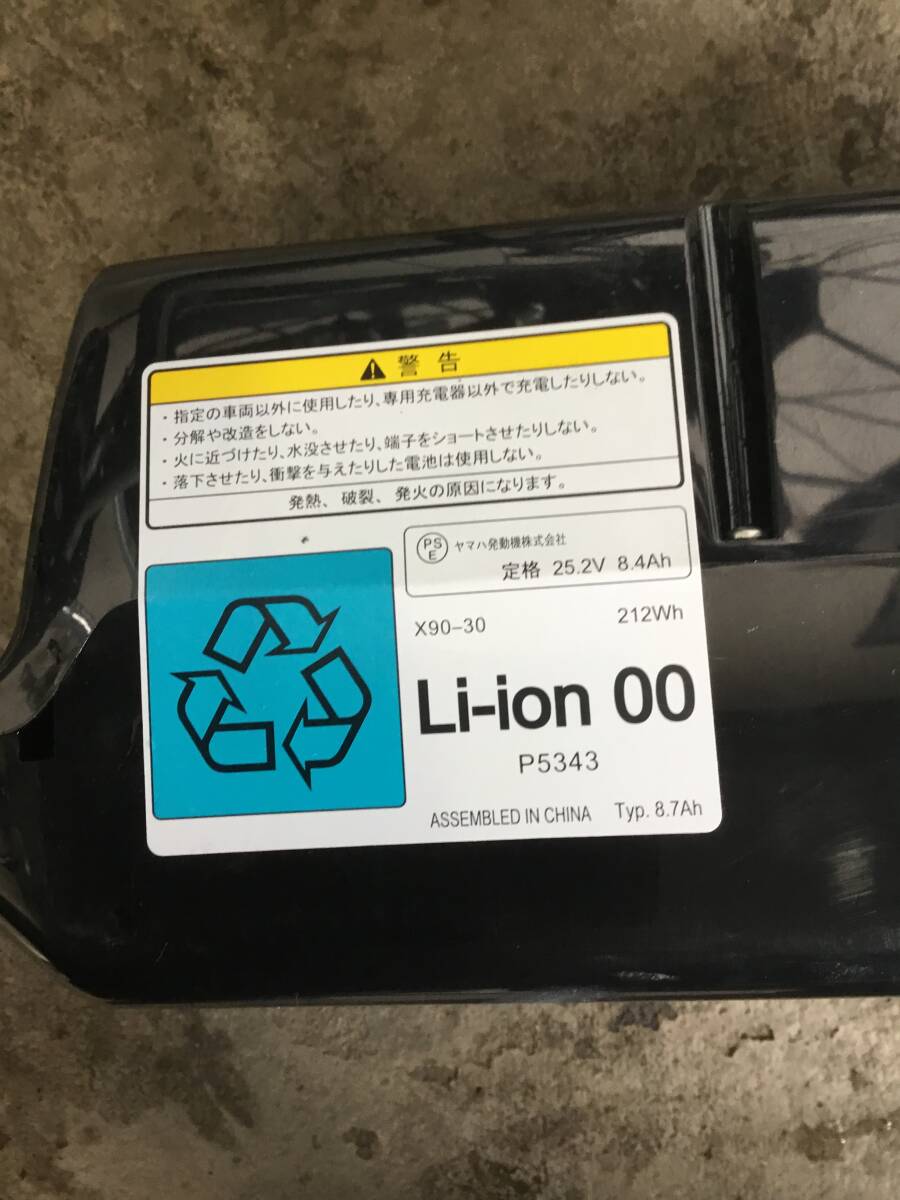 警告
・指定の車両以外に使用したり、専用充電器以外で充電したりしない。
・分解や改造をしない。
・火に近づけたり、水没させたり、端子をショートさせたりしない。
・落下させたり、衝撃を与えたりした電池は使用しない。
発熱、破裂、発火の原因になります。
PS
E
ヤマハ発動機株式会社
定格 25.2V 8.4Ah
X90-30 212Wh
Li-ion 00
P5343
ASSEMBLED IN CHINA Typ. 8.7Ah